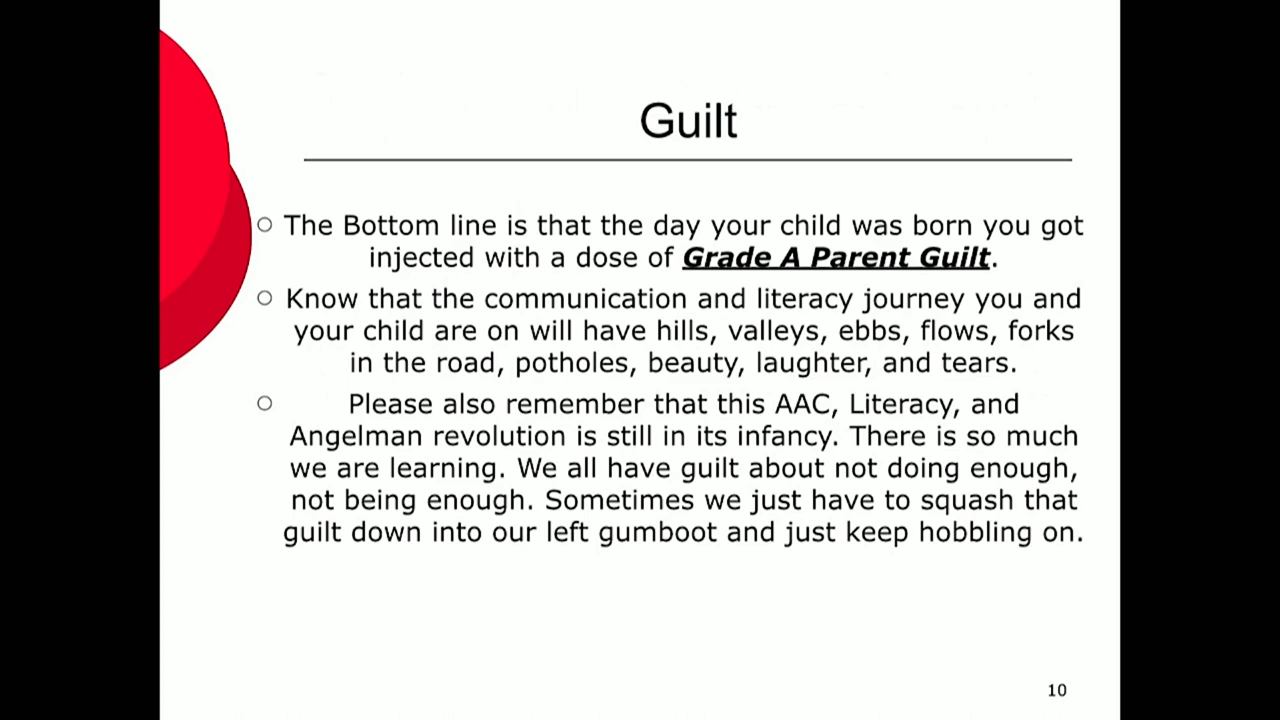 Guilt
The Bottom line is that the day your child was born you got
injected with a dose of Grade A Parent Guilt.
Know that the communication and literacy journey you and
your child are on will have hills, valleys, ebbs, flows, forks
in the road, potholes, beauty, laughter, and tears.
Please also remember that this AAC, Literacy, and
Angelman revolution is still in its infancy. There is so much
we are learning. We all have guilt about not doing enough,
not being enough. Sometimes we just have to squash that
guilt down into our left gumboot and just keep hobbling on.
10